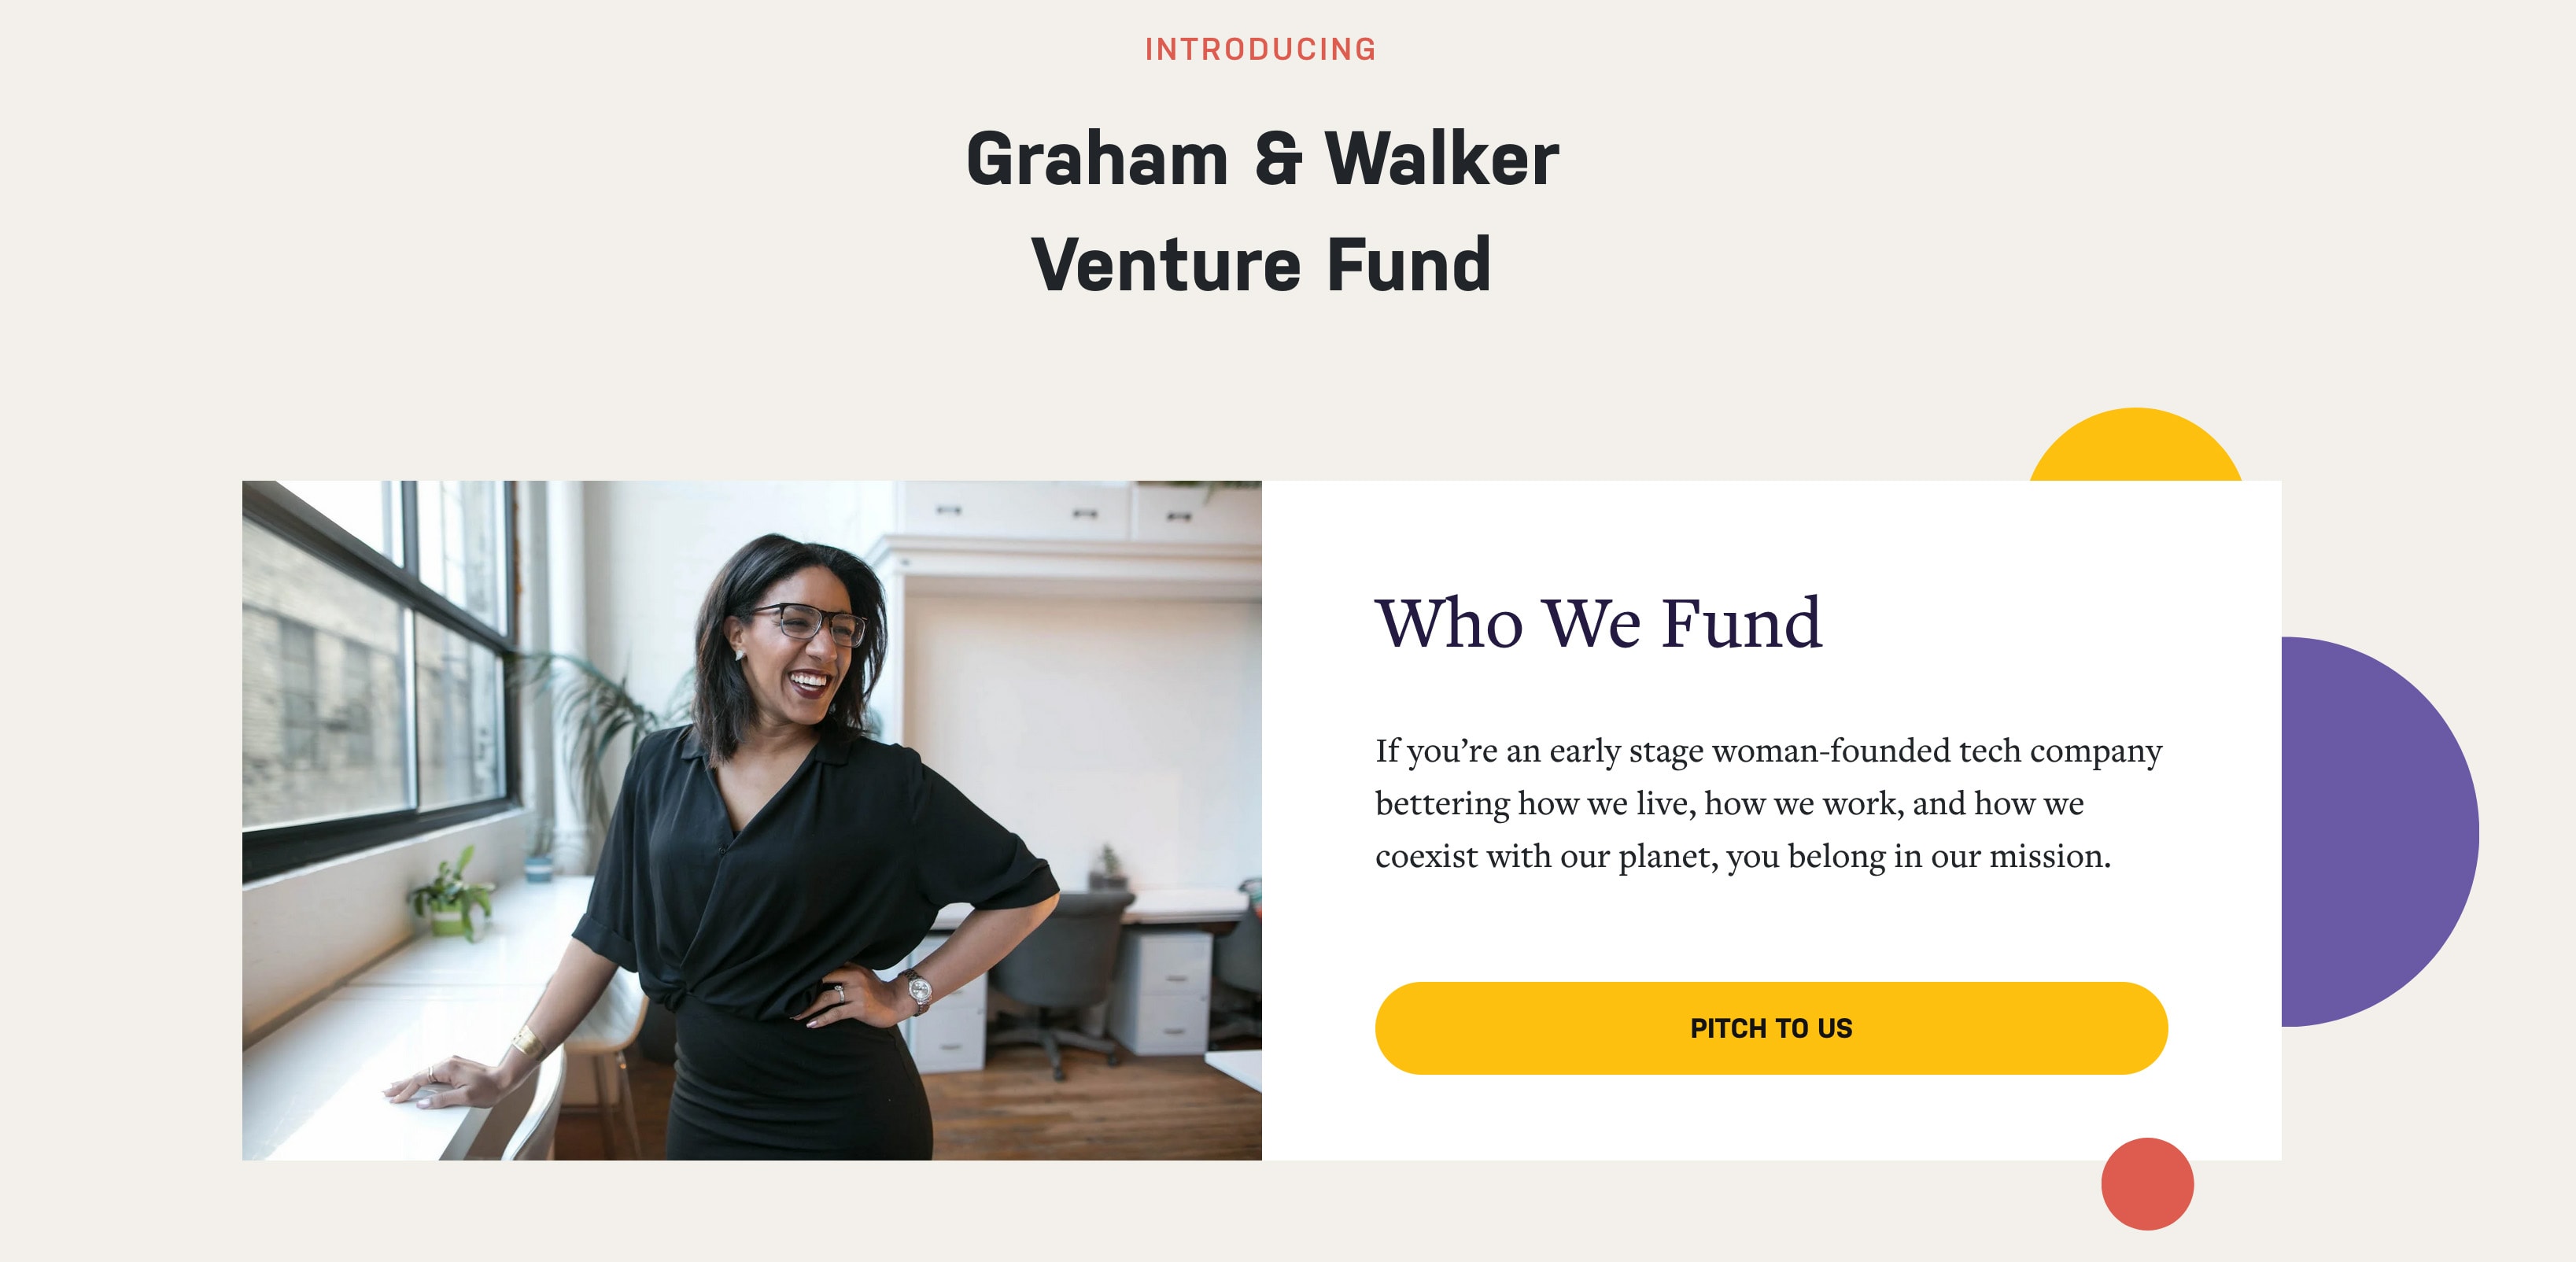 INTRODUCING
Graham & Walker
Venture Fund
Who We Fund
If you’re an early stage woman-founded tech company
bettering how we live, how we work, and how we
coexist with our planet, you belong in our mission.
PITCH TO US